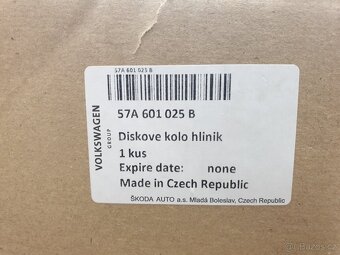 57A 601 025 B
VOLKSWAGEN
GROUP
57A 601 025 B
Diskove kolo hlinik
1 kus
Expire date: none
Made in Czech Republic
ŠKODA AUTO a.s. Mladá Boleslav, Czech Republic